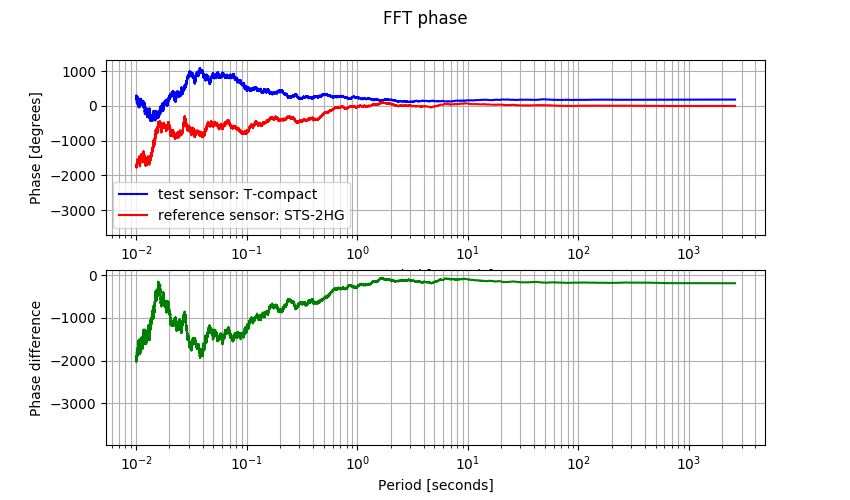 FFT phase
1000
0
−1000
−2000
−3000
Phase [degrees]
test sensor: T-compact
reference sensor: STS-2HG
10⁻² 10⁻¹ 10⁰ 10¹ 10² 10³
0
−1000
−2000
−3000
Phase difference
10⁻² 10⁻¹ 10⁰ 10¹ 10² 10³
Period [seconds]